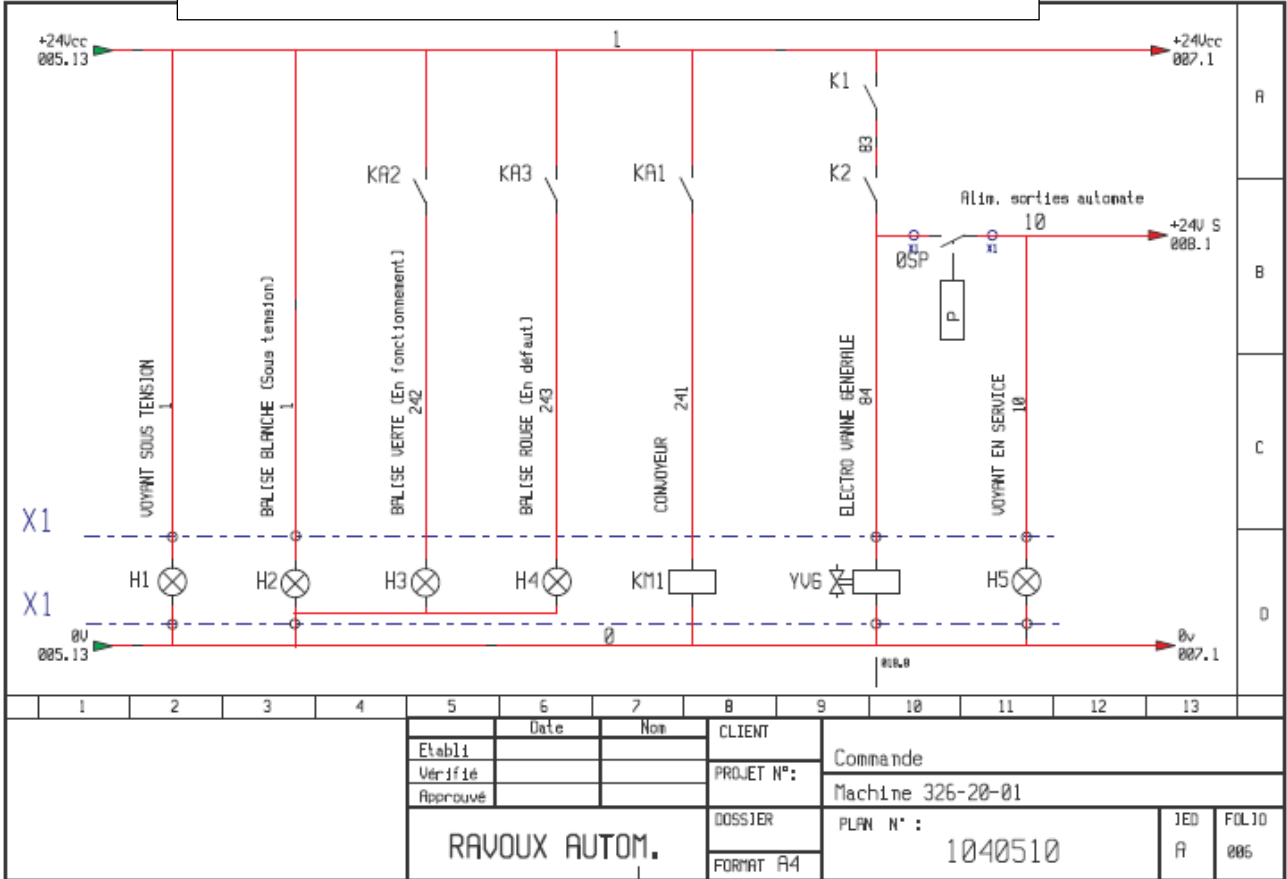 +24Vcc
005.13
1
+24Vcc
007.1
K1
83
KA2
KA3
KA1
K2
Alim. sorties automate
10
+24V S
008.1
X1
X1
0SP
P
VOYANT SOUS TENSION
1
BALISE BLANCHE (Sous tension)
1
BALISE VERTE (En fonctionnement)
242
BALISE ROUGE (En défaut)
243
CONVOYEUR
241
ELECTRO VANNE GENERALE
84
VOYANT EN SERVICE
10
X1
H1
H2
H3
H4
KM1
YV6
H5
X1
0V
005.13
0
0v
007.1
018.8
A
B
C
D
1 2 3 4 5 6 7 8 9 10 11 12 13
Date Nom
Etabli
Vérifié
Approuvé
RAVOUX AUTOM.
CLIENT
PROJET N°:
DOSSIER
FORMAT A4
Commande
Machine 326-20-01
PLAN N° :
1040510
IED
A
FOLIO
006